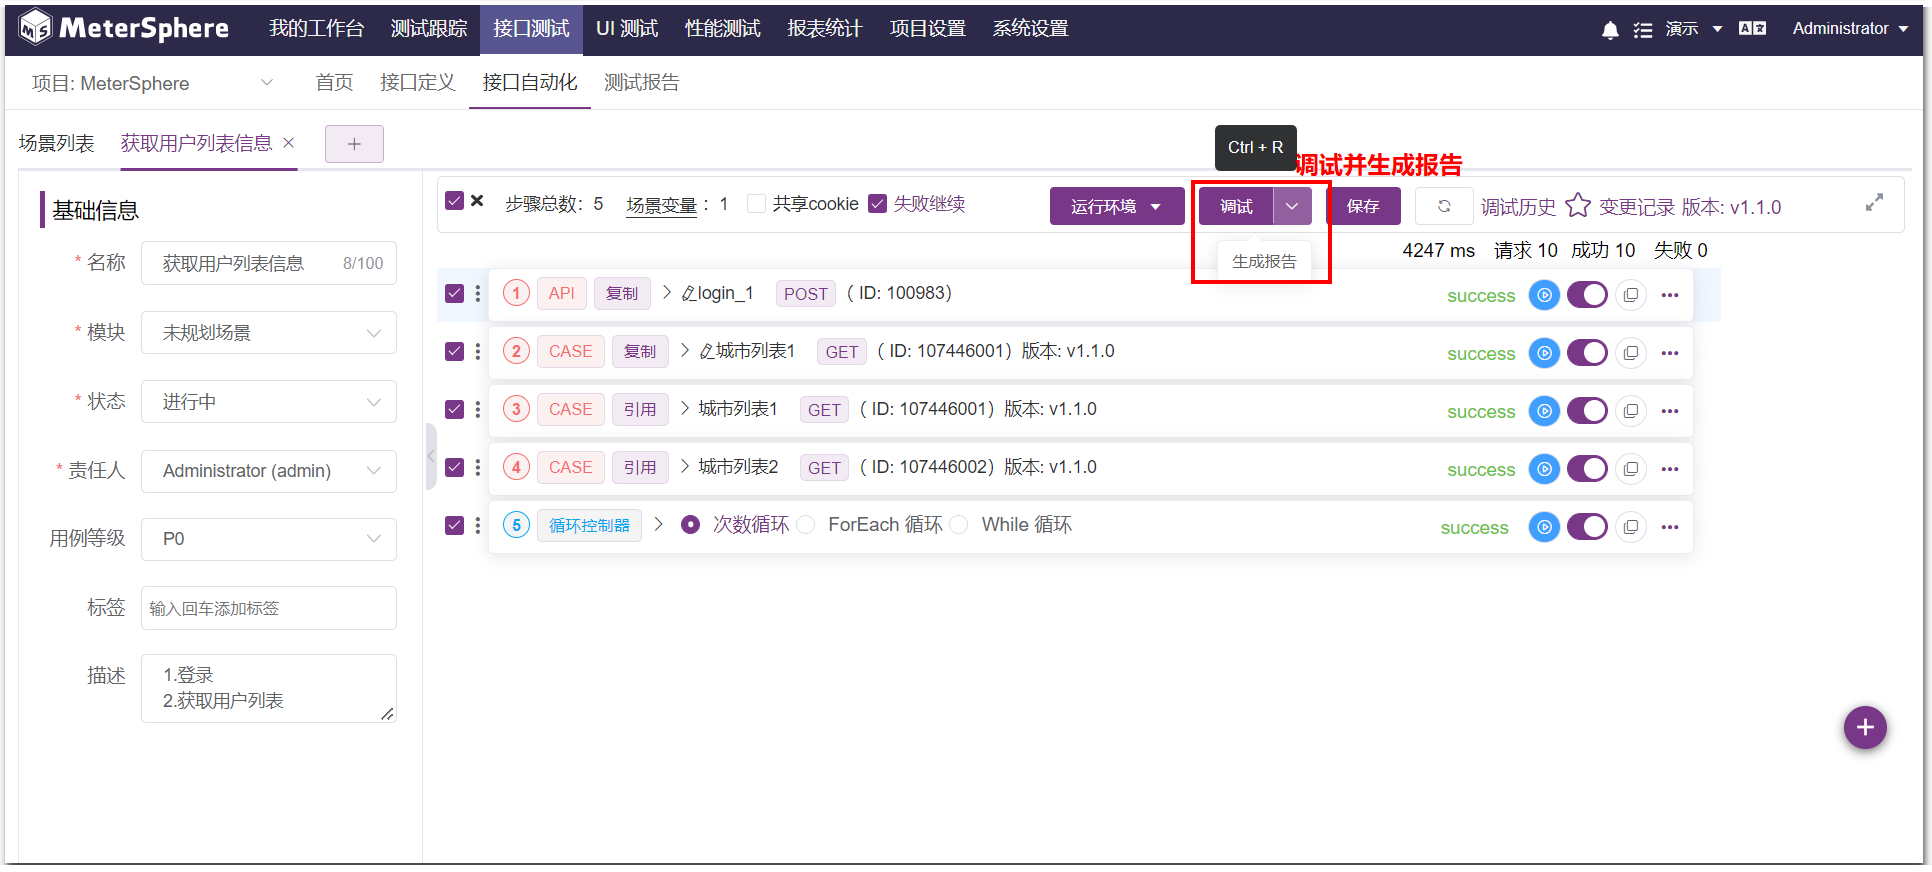 MeterSphere 我的工作台 测试跟踪 接口测试 UI 测试 性能测试 报表统计 项目设置 系统设置 演示 Administrator
项目: MeterSphere 首页 接口定义 接口自动化 测试报告
场景列表 获取用户列表信息 × +
Ctrl + R
调试并生成报告
步骤总数：5 场景变量 ：1 共享cookie 失败继续 运行环境 调试 保存 调试历史 变更记录 版本: v1.1.0
生成报告
4247 ms 请求 10 成功 10 失败 0
基础信息
* 名称 获取用户列表信息 8/100
* 模块 未规划场景
* 状态 进行中
* 责任人 Administrator (admin)
用例等级 P0
标签 输入回车添加标签
描述 1.登录
2.获取用户列表
1 API 复制 login_1 POST ( ID: 100983) success
2 CASE 复制 城市列表1 GET ( ID: 107446001) 版本: v1.1.0 success
3 CASE 引用 城市列表1 GET ( ID: 107446001) 版本: v1.1.0 success
4 CASE 引用 城市列表2 GET ( ID: 107446002) 版本: v1.1.0 success
5 循环控制器 次数循环 ForEach 循环 While 循环 success